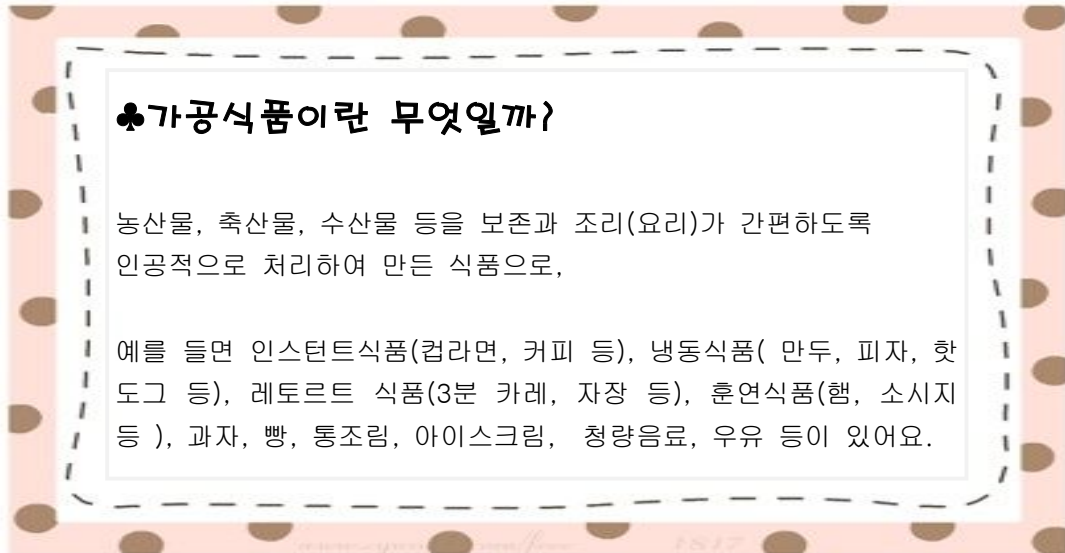 ♣가공식품이란 무엇일까?
농산물, 축산물, 수산물 등을 보존과 조리(요리)가 간편하도록
인공적으로 처리하여 만든 식품으로,
예를 들면 인스턴트식품(컵라면, 커피 등), 냉동식품( 만두, 피자, 핫
도그 등), 레토르트 식품(3분 카레, 자장 등), 훈연식품(햄, 소시지
등 ), 과자, 빵, 통조림, 아이스크림, 청량음료, 우유 등이 있어요.
1817